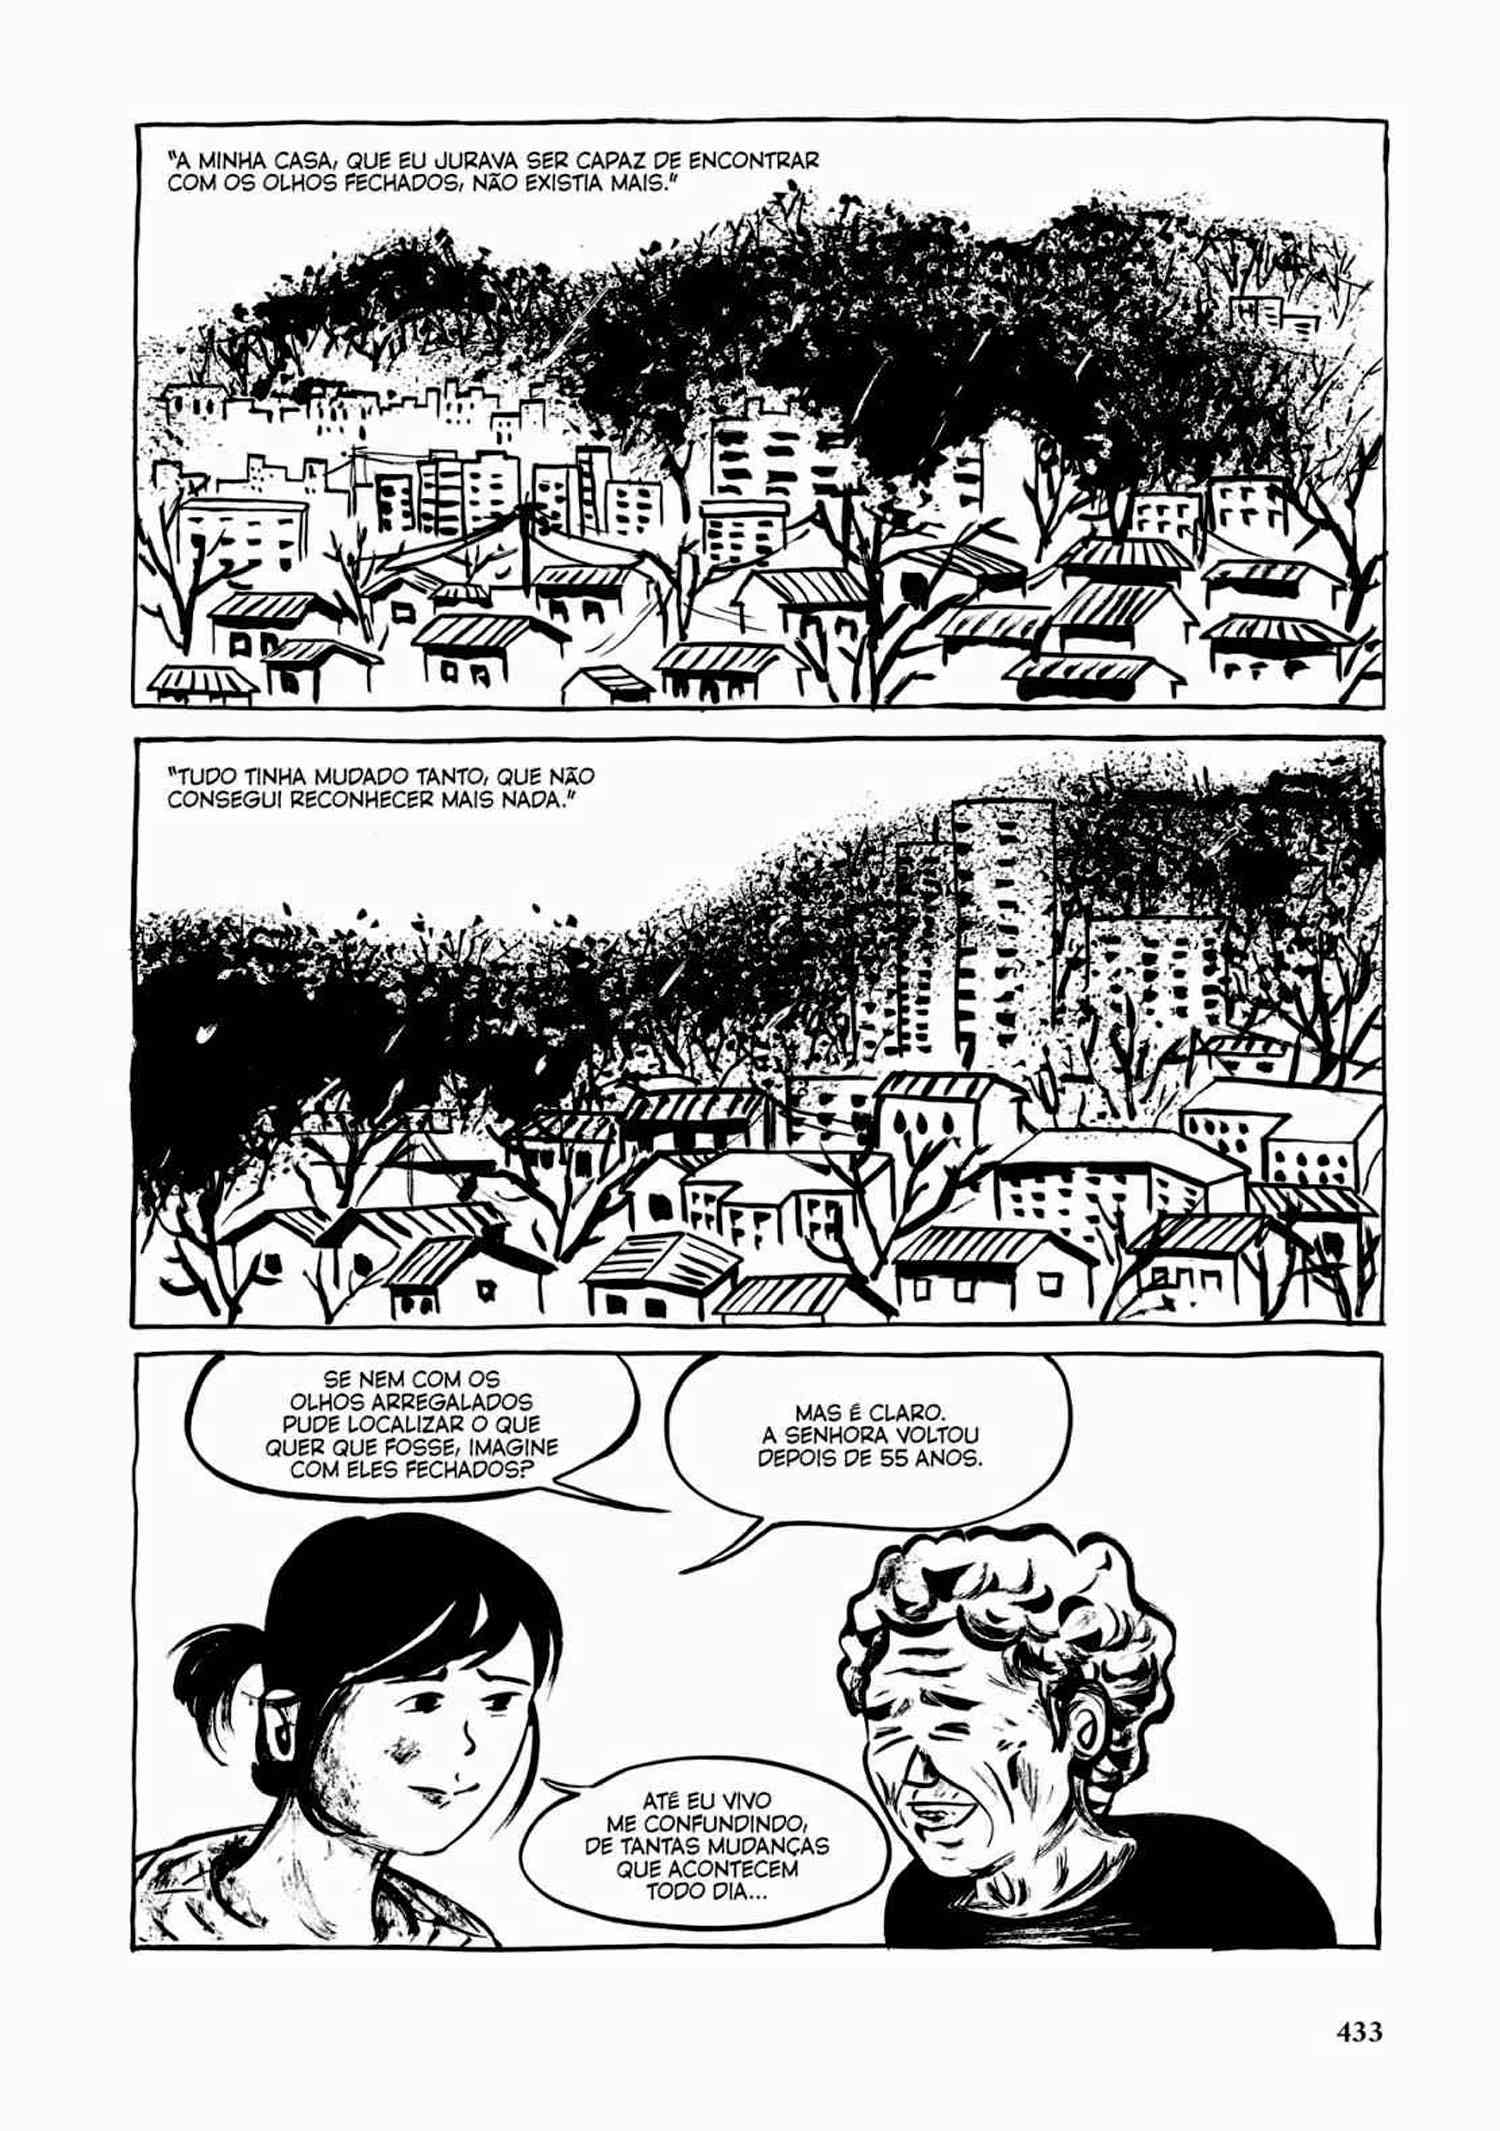 "A MINHA CASA, QUE EU JURAVA SER CAPAZ DE ENCONTRAR
COM OS OLHOS FECHADOS, NÃO EXISTIA MAIS."
"TUDO TINHA MUDADO TANTO, QUE NÃO
CONSEGUI RECONHECER MAIS NADA."
SE NEM COM OS
OLHOS ARREGALADOS
PUDE LOCALIZAR O QUE
QUER QUE FOSSE, IMAGINE
COM ELES FECHADOS?
MAS É CLARO.
A SENHORA VOLTOU
DEPOIS DE 55 ANOS.
ATÉ EU VIVO
ME CONFUNDINDO,
DE TANTAS MUDANÇAS
QUE ACONTECEM
TODO DIA...
433